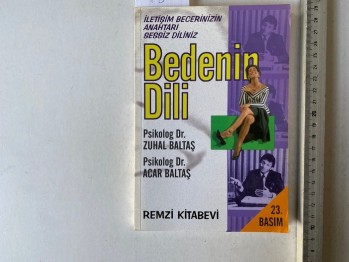 İLETİŞİM BECERİNİZİN
ANAHTARI
SESSİZ DİLİNİZ
Bedenin
Dili
Psikolog Dr.
ZUHAL BALTAŞ
Psikolog Dr.
ACAR BALTAŞ
23.
BASIM
REMZİ KİTABEVİ